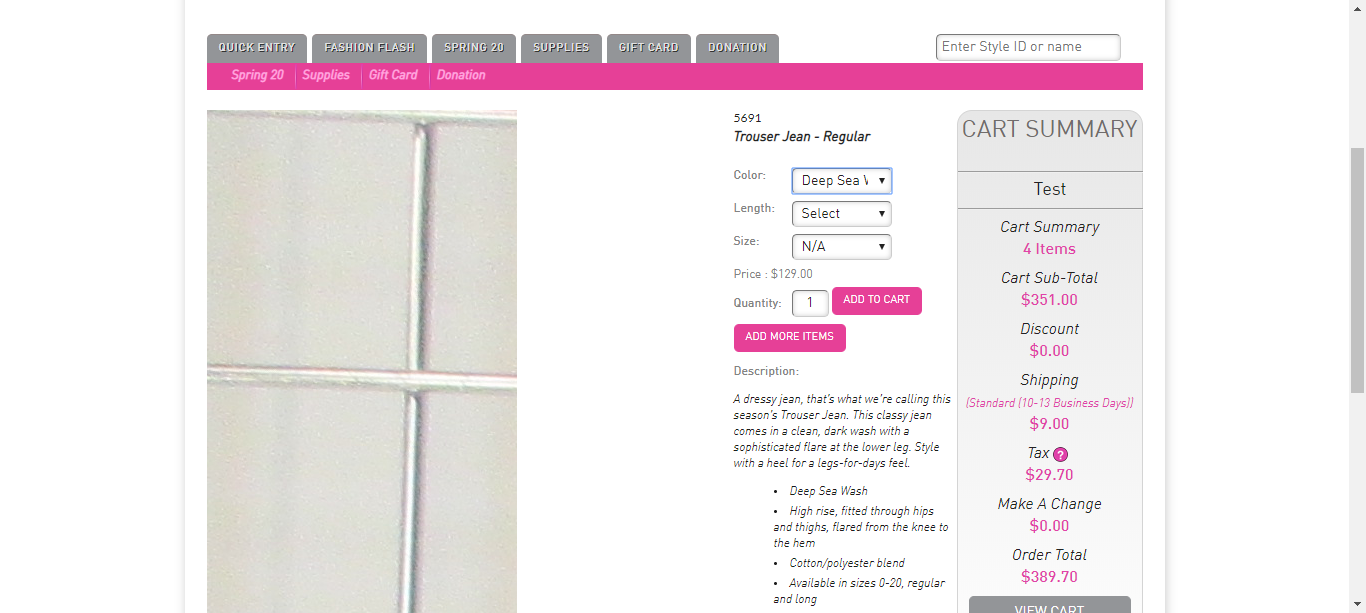 QUICK ENTRY
FASHION FLASH
SPRING 20
SUPPLIES
GIFT CARD
DONATION
Enter Style ID or name
Spring 20
Supplies
Gift Card
Donation
5691
Trouser Jean - Regular
Color:
Deep Sea W
Length:
Select
Size:
N/A
Price : $129.00
Quantity:
1
ADD TO CART
ADD MORE ITEMS
Description:
A dressy jean, that's what we're calling this
season's Trouser Jean. This classy jean
comes in a clean, dark wash with a
sophisticated flare at the lower leg. Style
with a heel for a legs-for-days feel.
• Deep Sea Wash
• High rise, fitted through hips
and thighs, flared from the knee to
the hem
• Cotton/polyester blend
• Available in sizes 0-20, regular
and long
CART SUMMARY
Test
Cart Summary
4 Items
Cart Sub-Total
$351.00
Discount
$0.00
Shipping
(Standard (10-13 Business Days))
$9.00
Tax ?
$29.70
Make A Change
$0.00
Order Total
$389.70
VIEW CART